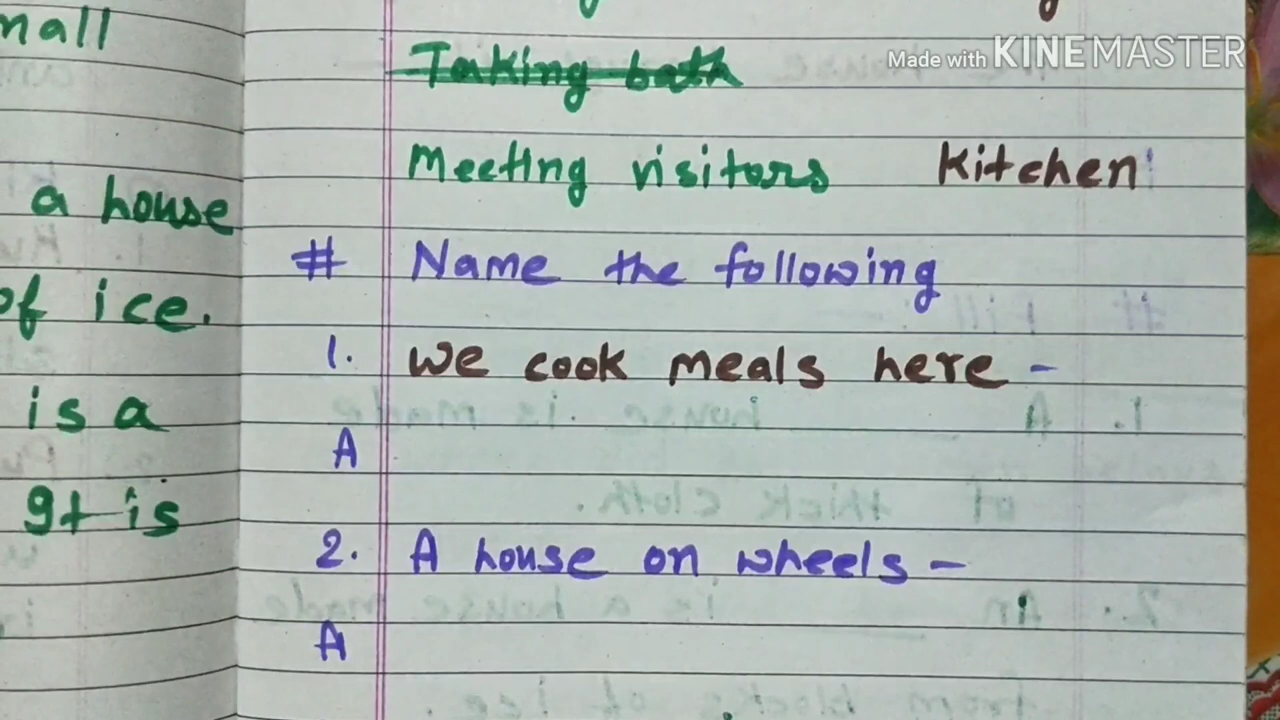 mall
a house
of ice.
is a
It is
Made with KINEMASTER
Taking bath
Meeting visitors Kitchen
# Name the following
1. We cook meals here -
A
2. A house on wheels -
A